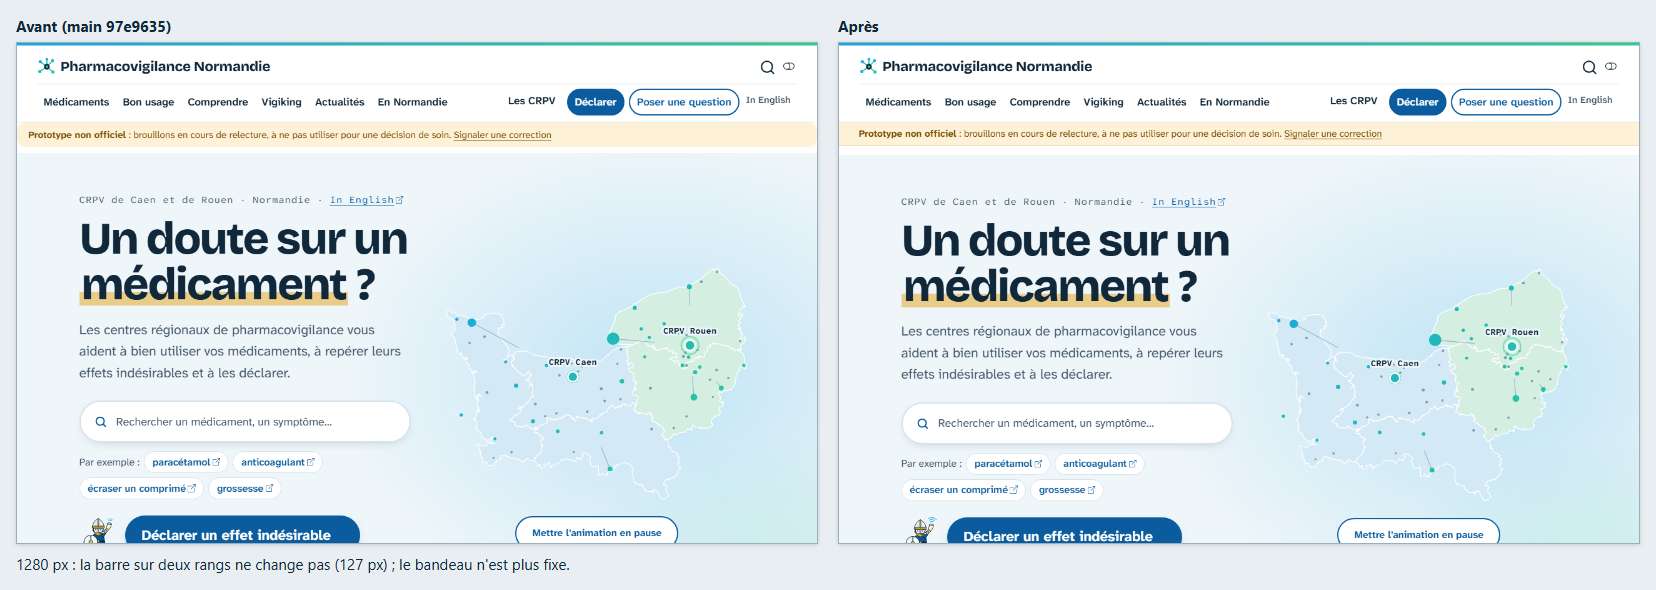 Avant (main 97e9635)
Pharmacovigilance Normandie
Médicaments Bon usage Comprendre Vigiking Actualités En Normandie Les CRPV Déclarer Poser une question In English
Prototype non officiel : brouillons en cours de relecture, à ne pas utiliser pour une décision de soin. Signaler une correction
CRPV de Caen et de Rouen · Normandie · In English
Un doute sur un
médicament ?
Les centres régionaux de pharmacovigilance vous
aident à bien utiliser vos médicaments, à repérer leurs
effets indésirables et à les déclarer.
Rechercher un médicament, un symptôme...
Par exemple : paracétamol anticoagulant
écraser un comprimé grossesse
Déclarer un effet indésirable
CRPV Rouen
CRPV Caen
Mettre l'animation en pause
Après
Pharmacovigilance Normandie
Médicaments Bon usage Comprendre Vigiking Actualités En Normandie Les CRPV Déclarer Poser une question In English
Prototype non officiel : brouillons en cours de relecture, à ne pas utiliser pour une décision de soin. Signaler une correction
CRPV de Caen et de Rouen · Normandie · In English
Un doute sur un
médicament ?
Les centres régionaux de pharmacovigilance vous
aident à bien utiliser vos médicaments, à repérer leurs
effets indésirables et à les déclarer.
Rechercher un médicament, un symptôme...
Par exemple : paracétamol anticoagulant
écraser un comprimé grossesse
Déclarer un effet indésirable
CRPV Rouen
CRPV Caen
Mettre l'animation en pause
1280 px : la barre sur deux rangs ne change pas (127 px) ; le bandeau n'est plus fixe.